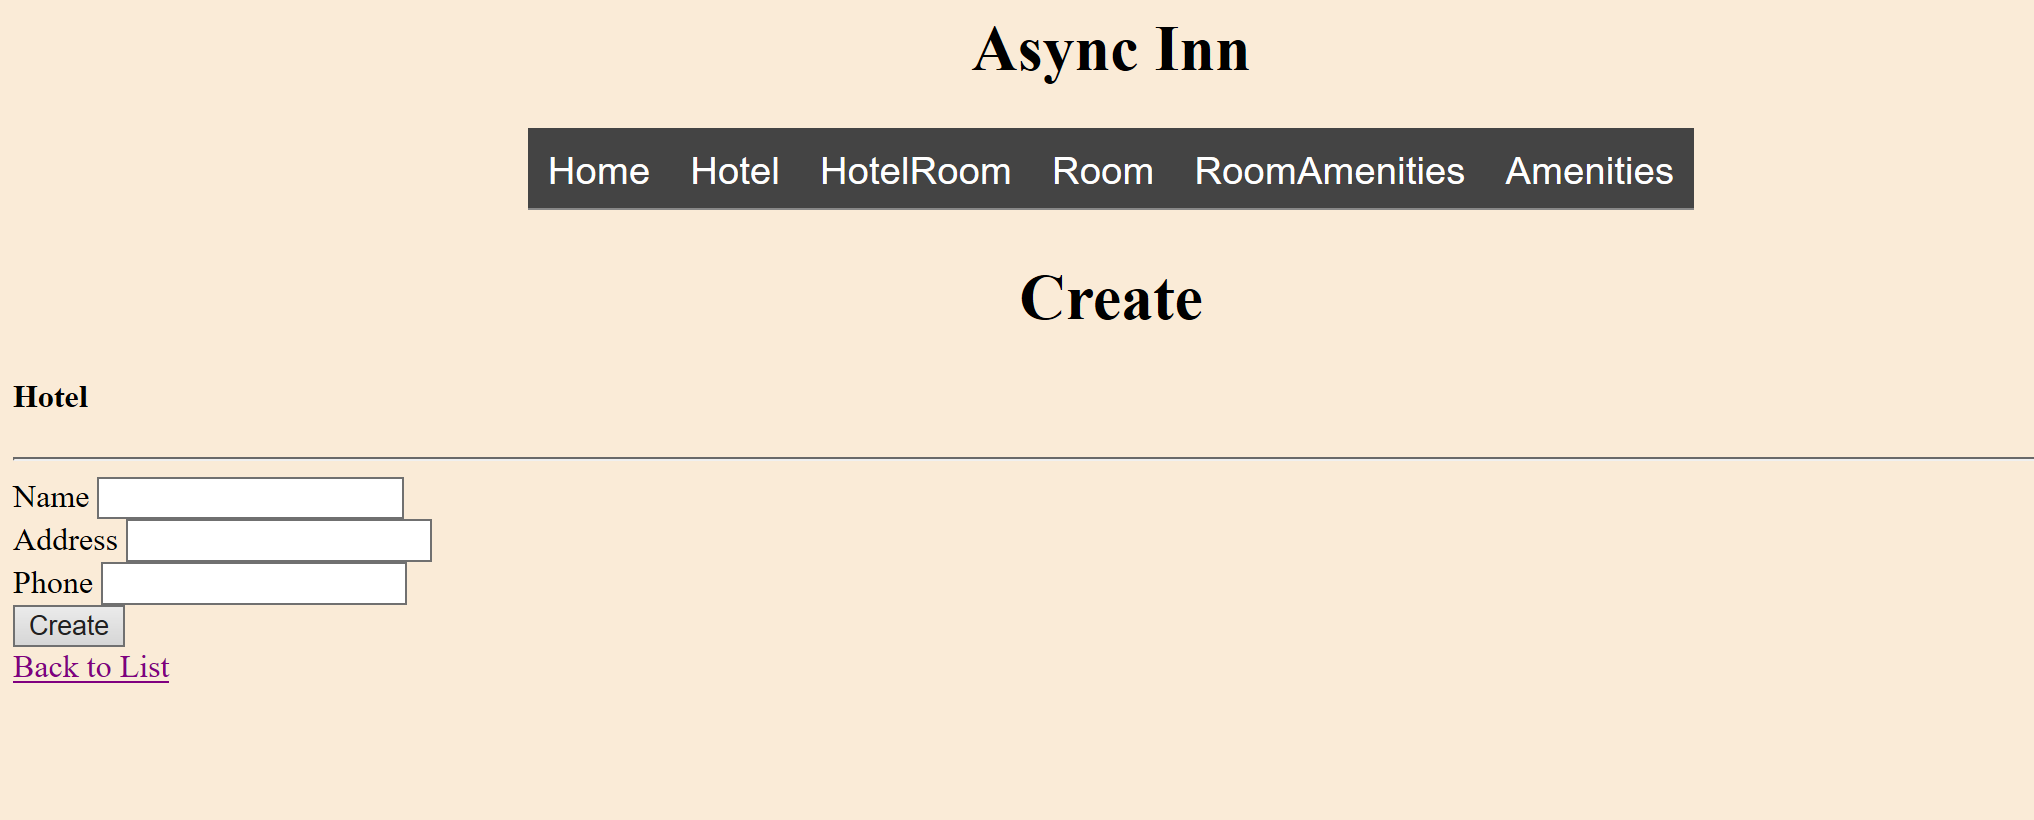 Async Inn
Home Hotel HotelRoom Room RoomAmenities Amenities
Create
Hotel
Name
Address
Phone
Create
Back to List